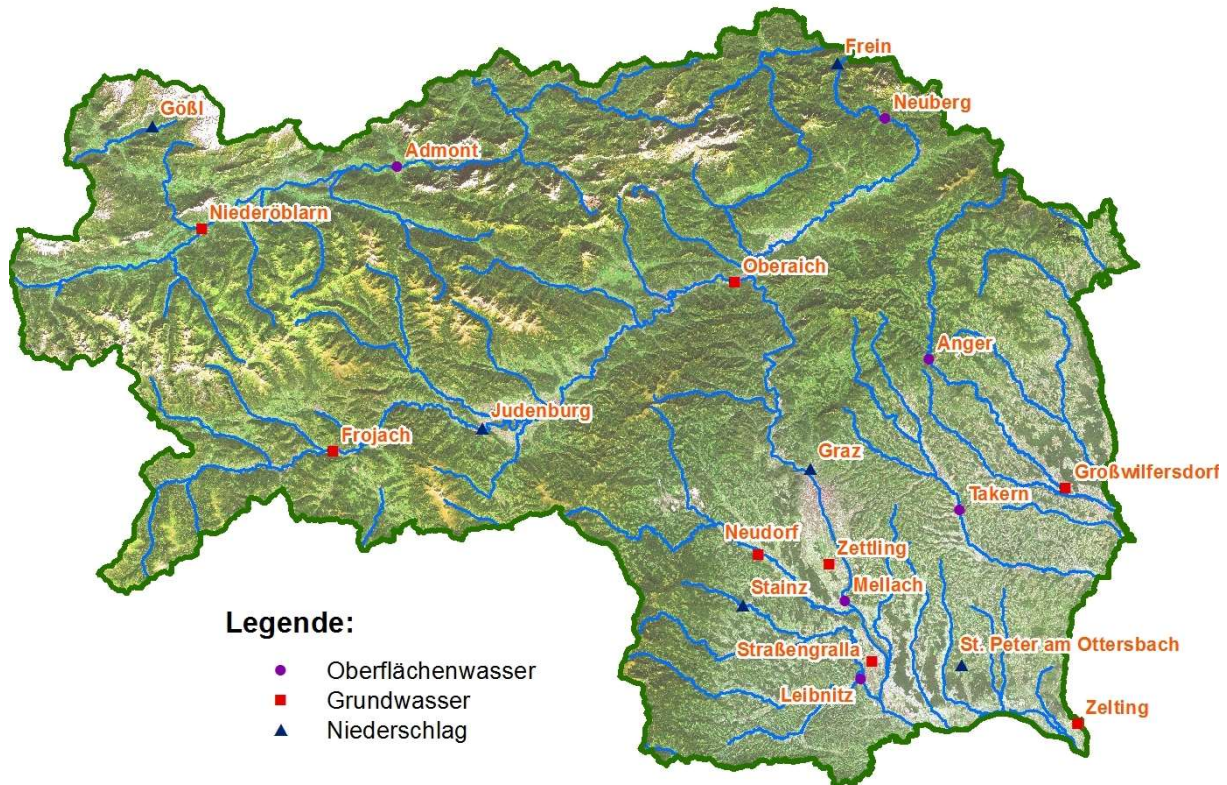 Frein
Gößl
Neuberg
Admont
Niederöblarn
Oberaich
Anger
Judenburg
Frojach
Graz
Großwilfersdorf
Takern
Neudorf
Zettling
Stainz
Mellach
Legende:
Straßengralla
St. Peter am Ottersbach
Oberflächenwasser
Leibnitz
Grundwasser
Zelting
Niederschlag